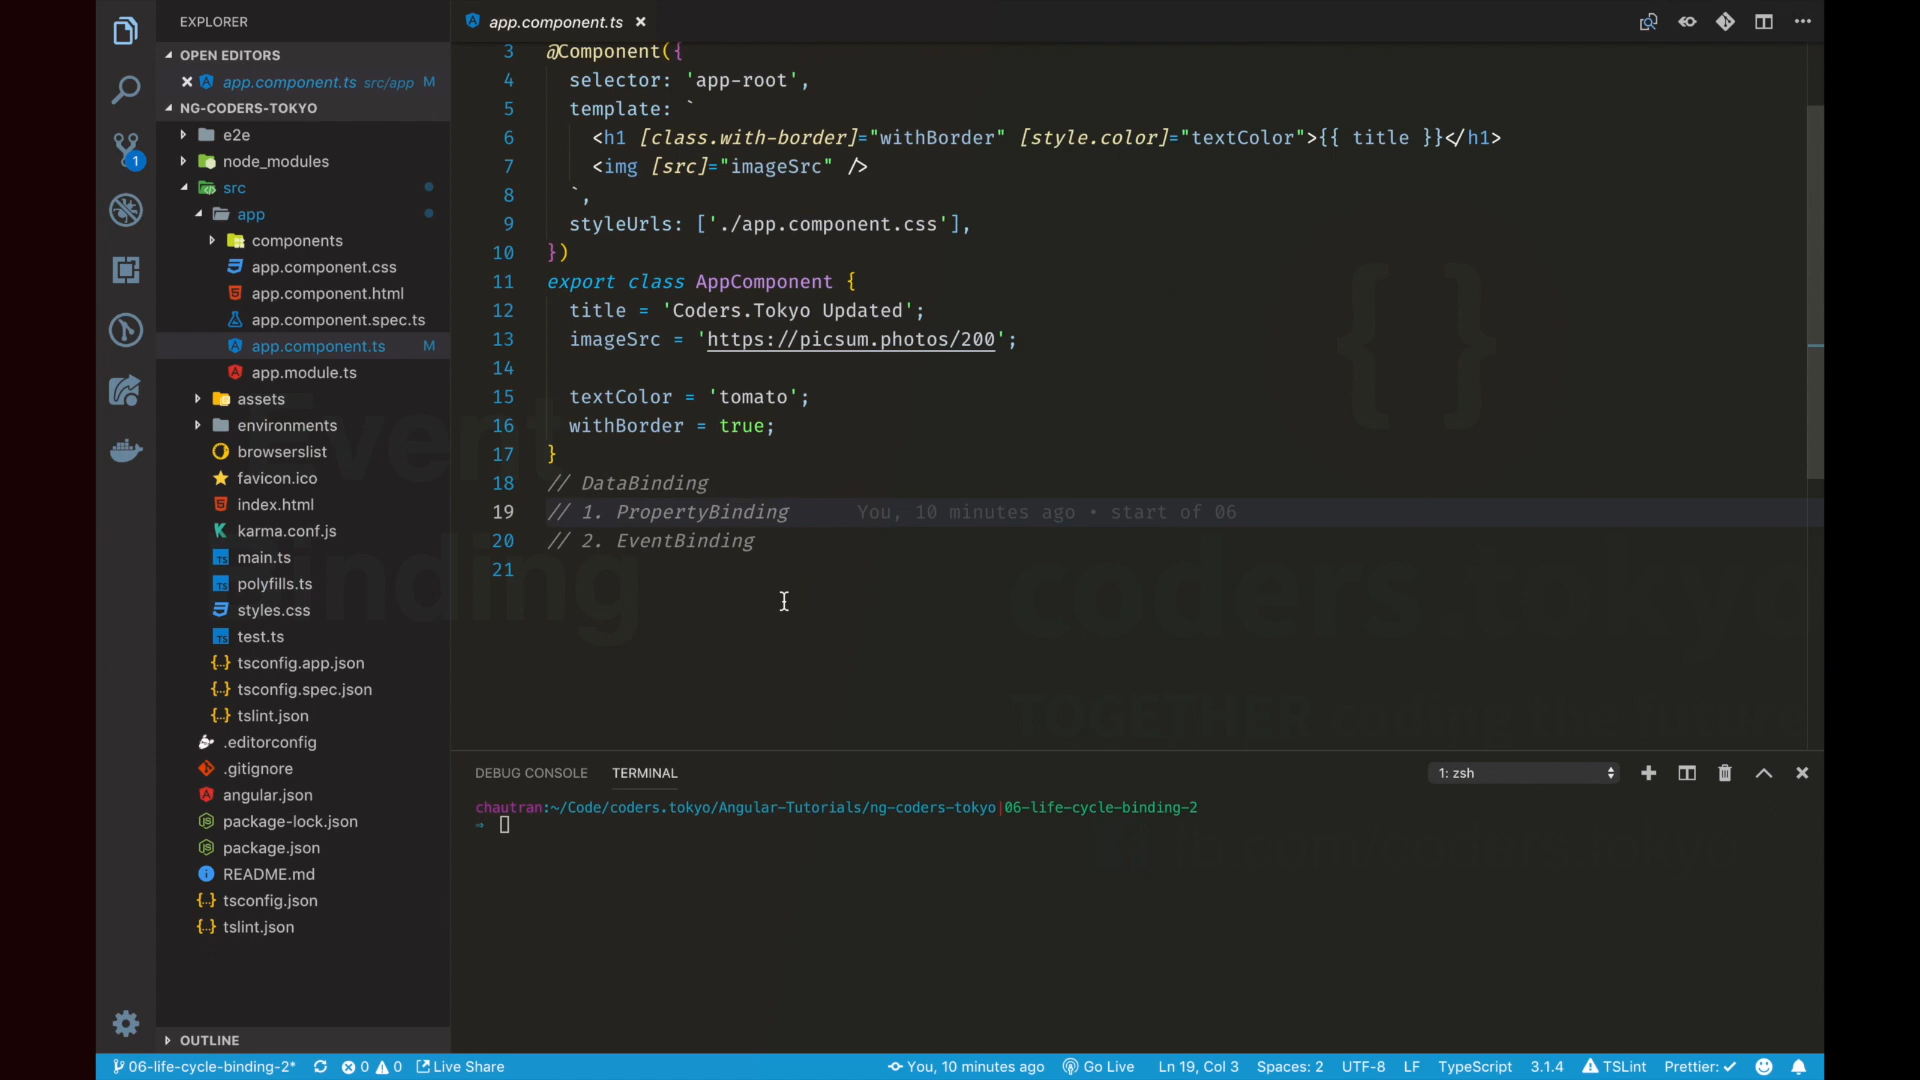 EXPLORER
OPEN EDITORS
app.component.ts src/app M
NG-CODERS-TOKYO
e2e
node_modules
src
app
components
app.component.css
app.component.html
app.component.spec.ts
app.component.ts M
app.module.ts
assets
environments
browserslist
favicon.ico
index.html
karma.conf.js
main.ts
polyfills.ts
styles.css
test.ts
tsconfig.app.json
tsconfig.spec.json
tslint.json
.editorconfig
.gitignore
angular.json
package-lock.json
package.json
README.md
tsconfig.json
tslint.json
OUTLINE
app.component.ts
3 @Component({
4 selector: 'app-root',
5 template: `
6 <h1 [class.with-border]="withBorder" [style.color]="textColor">{{ title }}</h1>
7 <img [src]="imageSrc" />
8 `,
9 styleUrls: ['./app.component.css'],
10 })
11 export class AppComponent {
12 title = 'Coders.Tokyo Updated';
13 imageSrc = 'https://picsum.photos/200';
14
15 textColor = 'tomato';
16 withBorder = true;
17 }
18 // DataBinding
19 // 1. PropertyBinding You, 10 minutes ago • start of 06
20 // 2. EventBinding
21
Event
Binding
{ }
coders.tokyo
DEBUG CONSOLE TERMINAL 1: zsh
chautran:~/Code/coders.tokyo/Angular-Tutorials/ng-coders-tokyo|06-life-cycle-binding-2
⇒
1
06-life-cycle-binding-2* 0 0 Live Share You, 10 minutes ago Go Live Ln 19, Col 3 Spaces: 2 UTF-8 LF TypeScript 3.1.4 TSLint Prettier: ✓